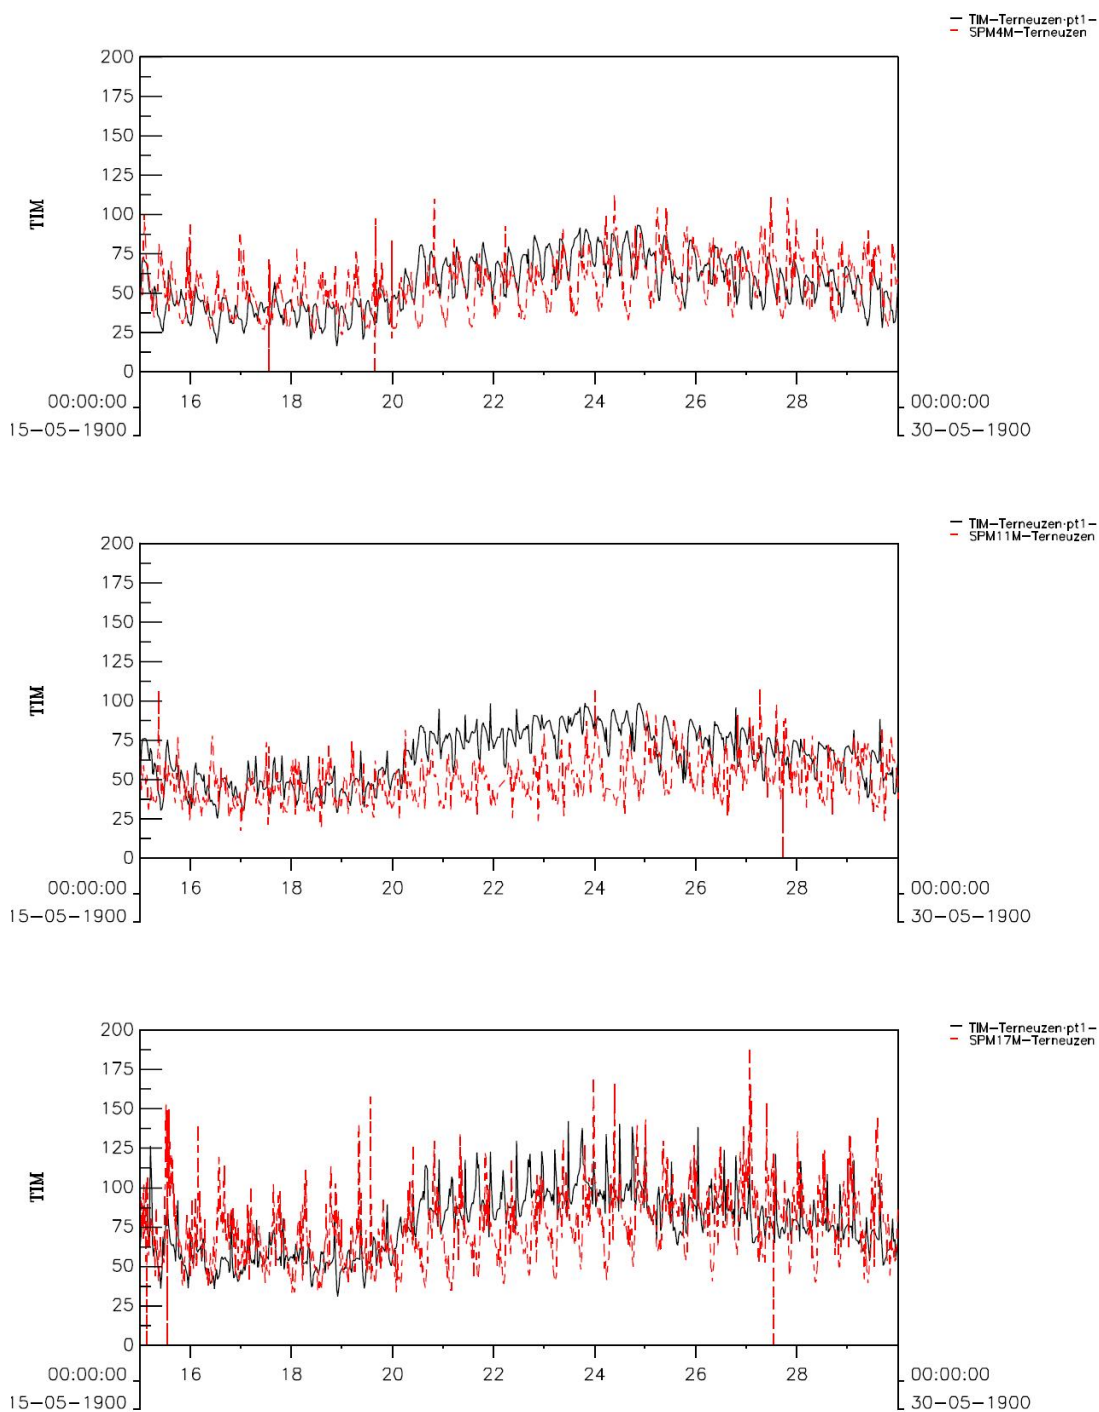 — TIM—Terneuzen·pt1—
– SPM4M—Terneuzen
200
175
150
125
100
75
50
25
0
TIM
16 18 20 22 24 26 28
00:00:00 00:00:00
15—05—1900 30—05—1900
— TIM—Terneuzen·pt1—
– SPM11M—Terneuzen
200
175
150
125
100
75
50
25
0
TIM
16 18 20 22 24 26 28
00:00:00 00:00:00
15—05—1900 30—05—1900
— TIM—Terneuzen·pt1—
– SPM17M—Terneuzen
200
175
150
125
100
75
50
25
0
TIM
16 18 20 22 24 26 28
00:00:00 00:00:00
15—05—1900 30—05—1900